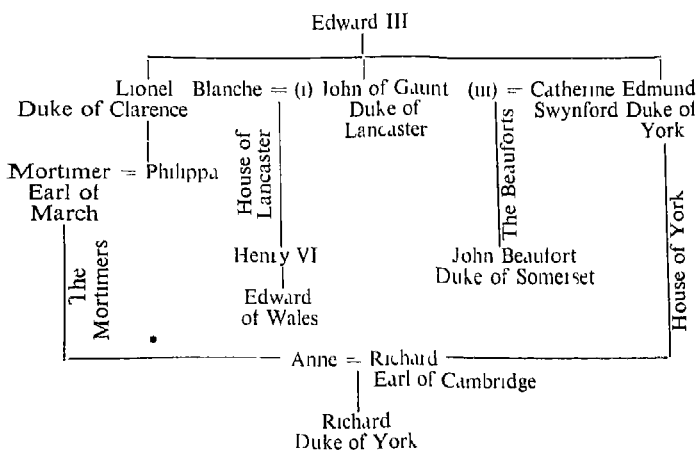 Edward III
Lionel
Duke of Clarence
Blanche = (i) John of Gaunt
Duke of
Lancaster
(iii) = Catherine
Swynford
Edmund
Duke of
York
Mortimer = Philippa
Earl of
March
House of
Lancaster
The Beauforts
House of York
The
Mortimers
Henry VI
Edward
of Wales
John Beaufort
Duke of Somerset
Anne = Richard
Earl of Cambridge
Richard
Duke of York